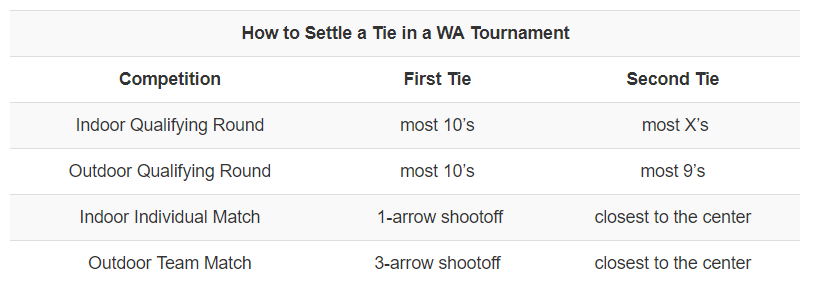 How to Settle a Tie in a WA Tournament
Competition First Tie Second Tie
Indoor Qualifying Round most 10’s most X’s
Outdoor Qualifying Round most 10’s most 9’s
Indoor Individual Match 1-arrow shootoff closest to the center
Outdoor Team Match 3-arrow shootoff closest to the center